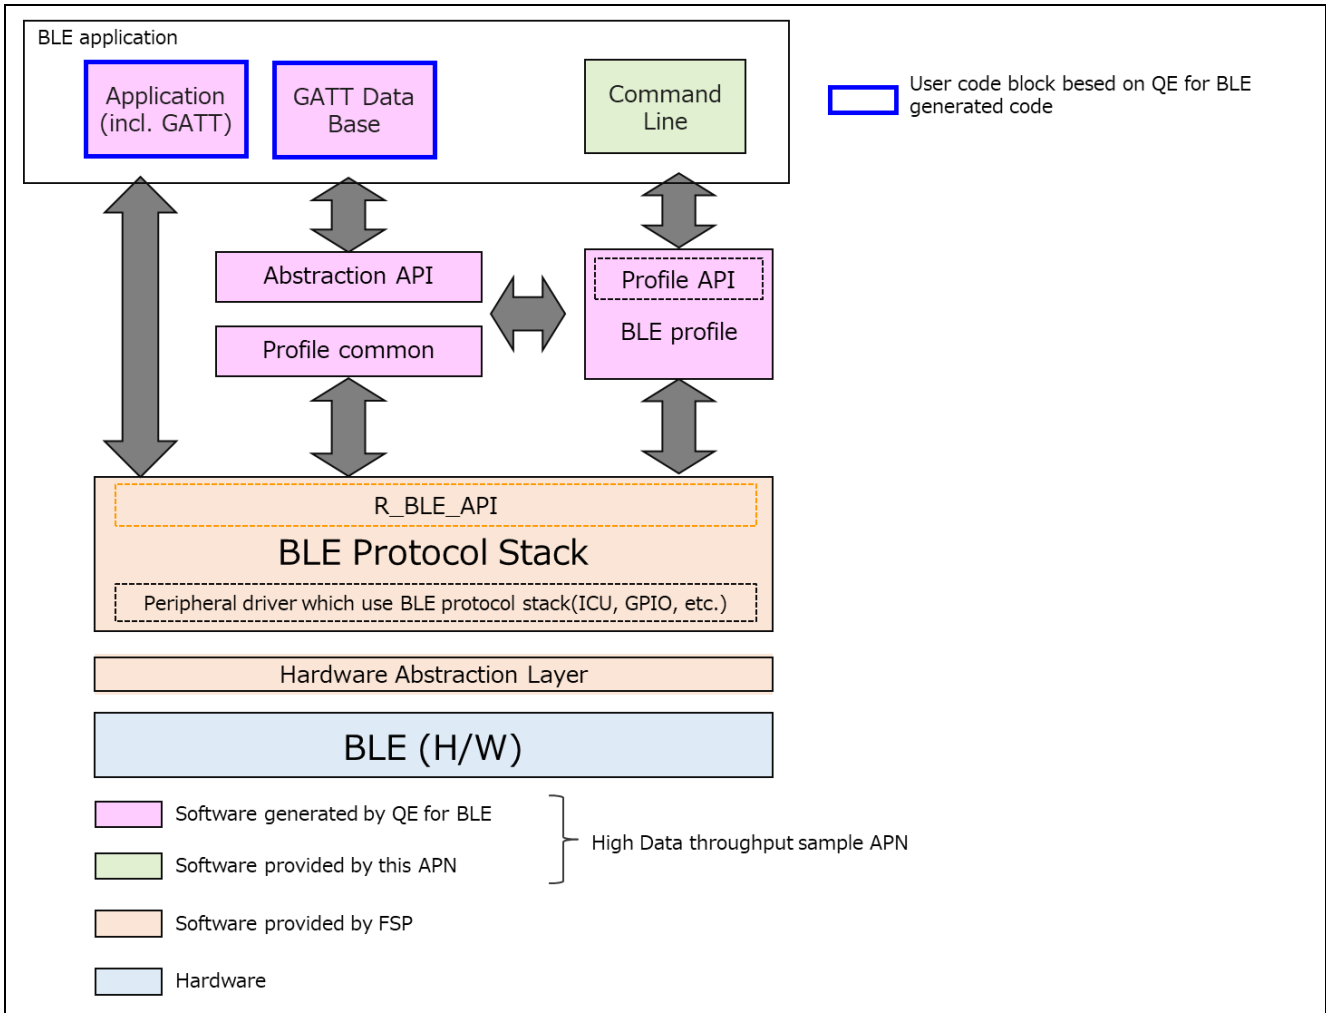 BLE application
Application
(incl. GATT)
GATT Data
Base
Command
Line
User code block besed on QE for BLE
generated code
Abstraction API
Profile common
Profile API
BLE profile
R_BLE_API
BLE Protocol Stack
Peripheral driver which use BLE protocol stack(ICU, GPIO, etc.)
Hardware Abstraction Layer
BLE (H/W)
Software generated by QE for BLE
Software provided by this APN
High Data throughput sample APN
Software provided by FSP
Hardware